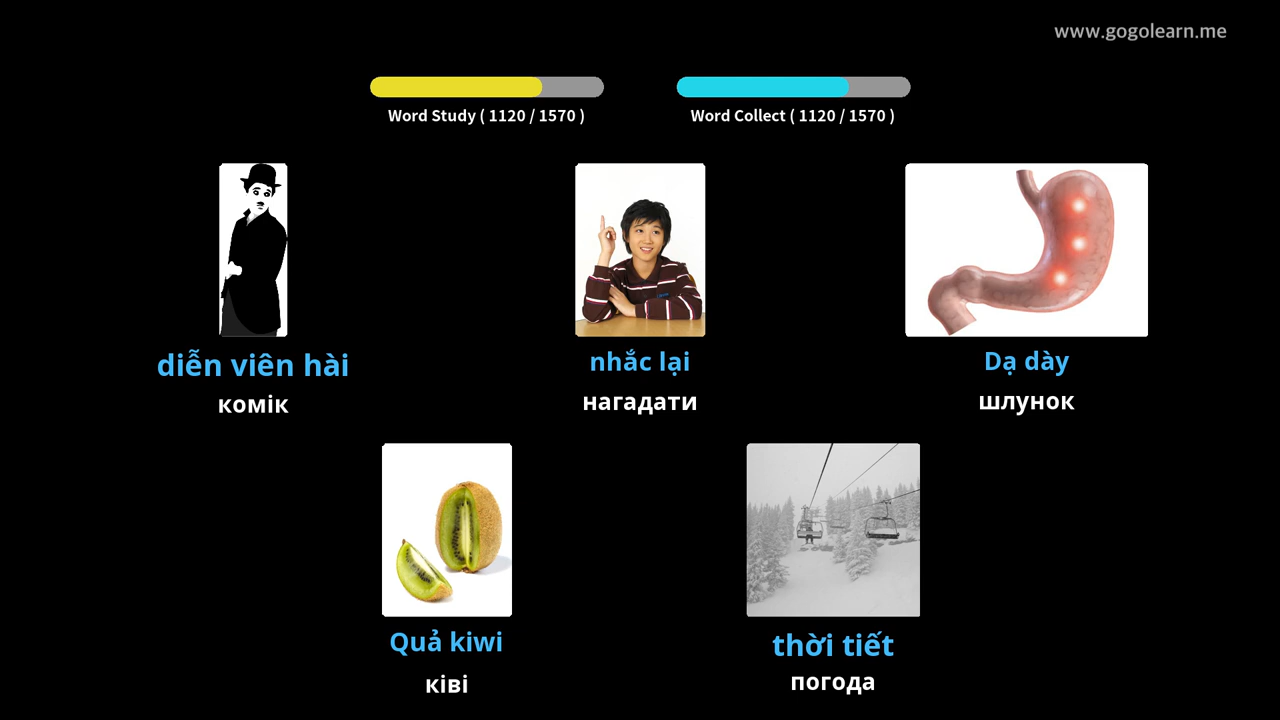 www.gogolearn.me
Word Study ( 1120 / 1570 )
Word Collect ( 1120 / 1570 )
diễn viên hài
комік
nhắc lại
нагадати
Dạ dày
шлунок
Quả kiwi
ківі
thời tiết
погода